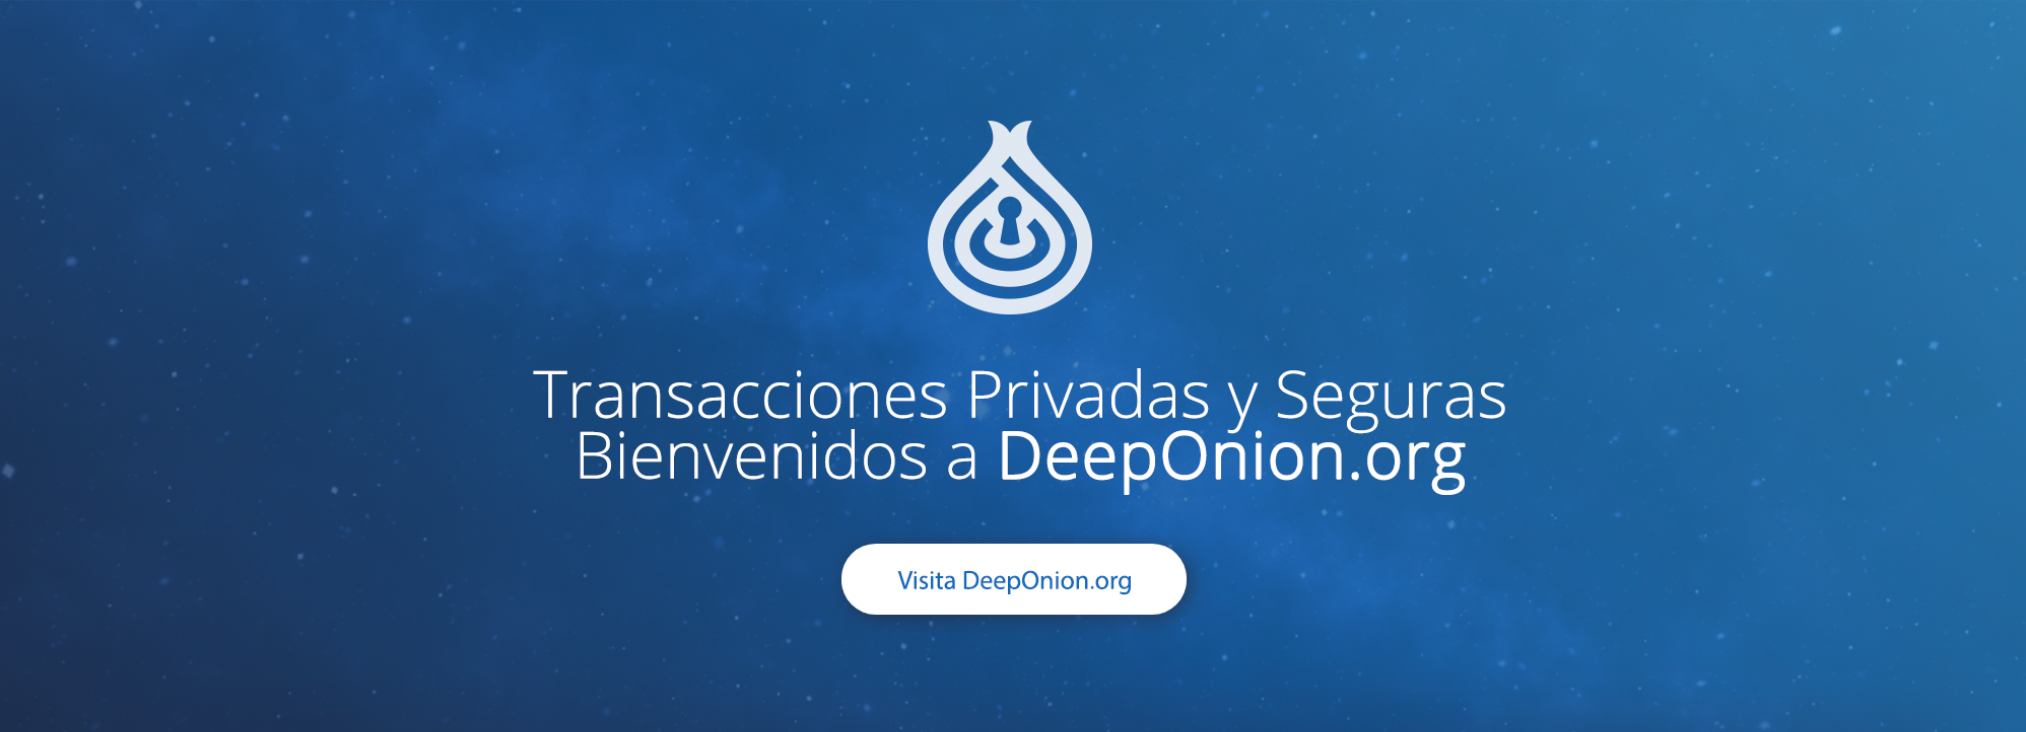 Transacciones Privadas y Seguras
Bienvenidos a DeepOnion.org
Visita DeepOnion.org